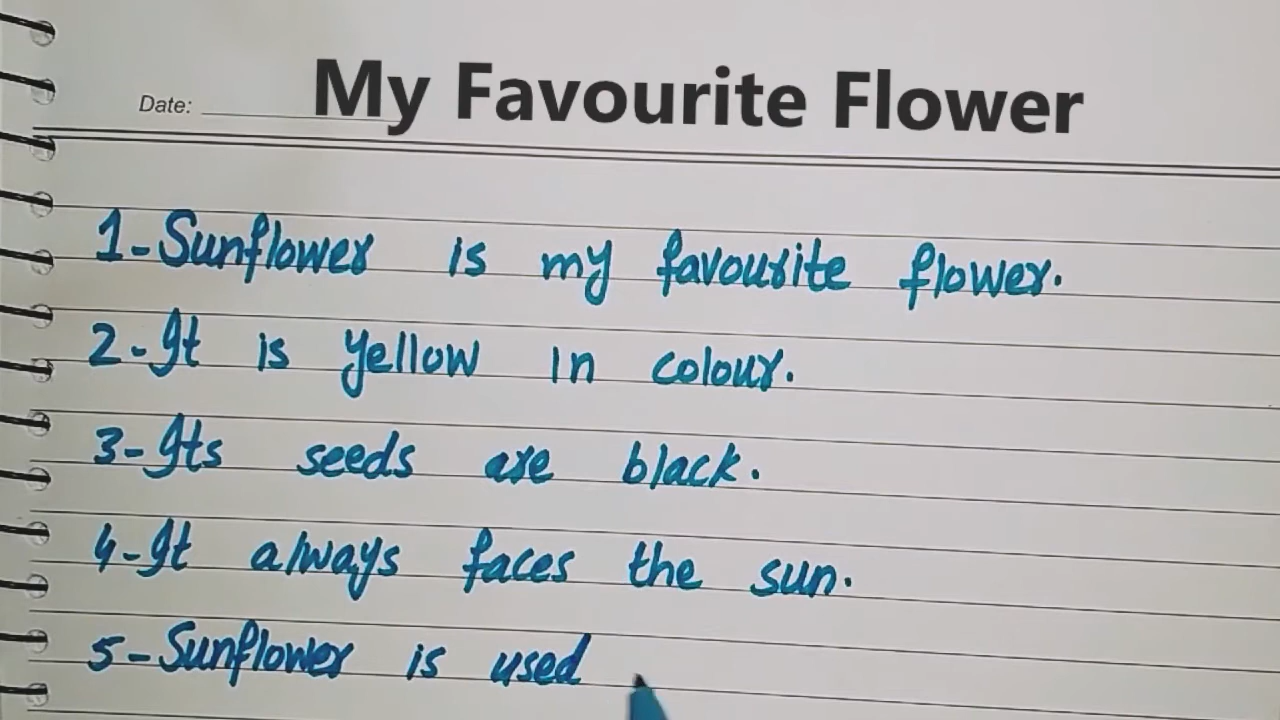 My Favourite Flower
Date:
1-Sunflower is my favourite flower.
2-It is yellow in colour.
3-Its seeds are black.
4-It always faces the sun.
5-Sunflower is used